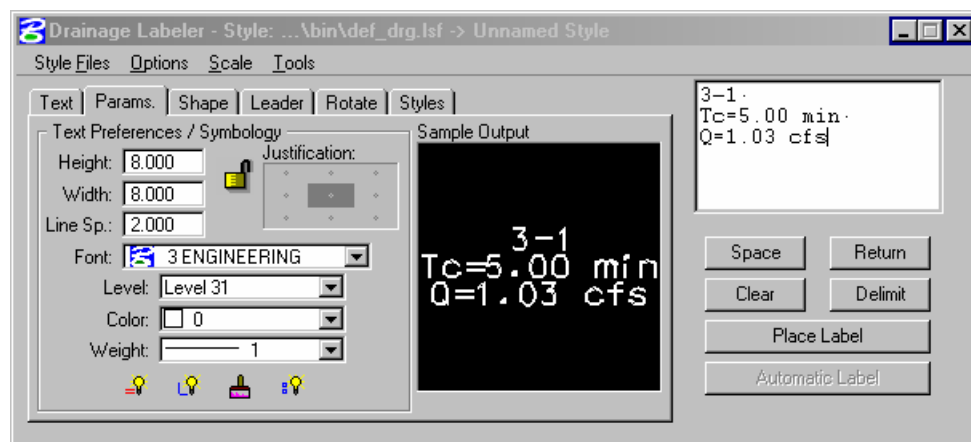 Drainage Labeler - Style: ...\bin\def_drg.lsf -> Unnamed Style
Style Files Options Scale Tools
Text Params. Shape Leader Rotate Styles
Text Preferences / Symbology
Height: 8.000
Width: 8.000
Line Sp.: 2.000
Justification:
Font: 3 ENGINEERING
Level: Level 31
Color: 0
Weight: 1
Sample Output
3-1
Tc=5.00 min
Q=1.03 cfs
3-1·
Tc=5.00 min·
Q=1.03 cfs
Space Return
Clear Delimit
Place Label
Automatic Label